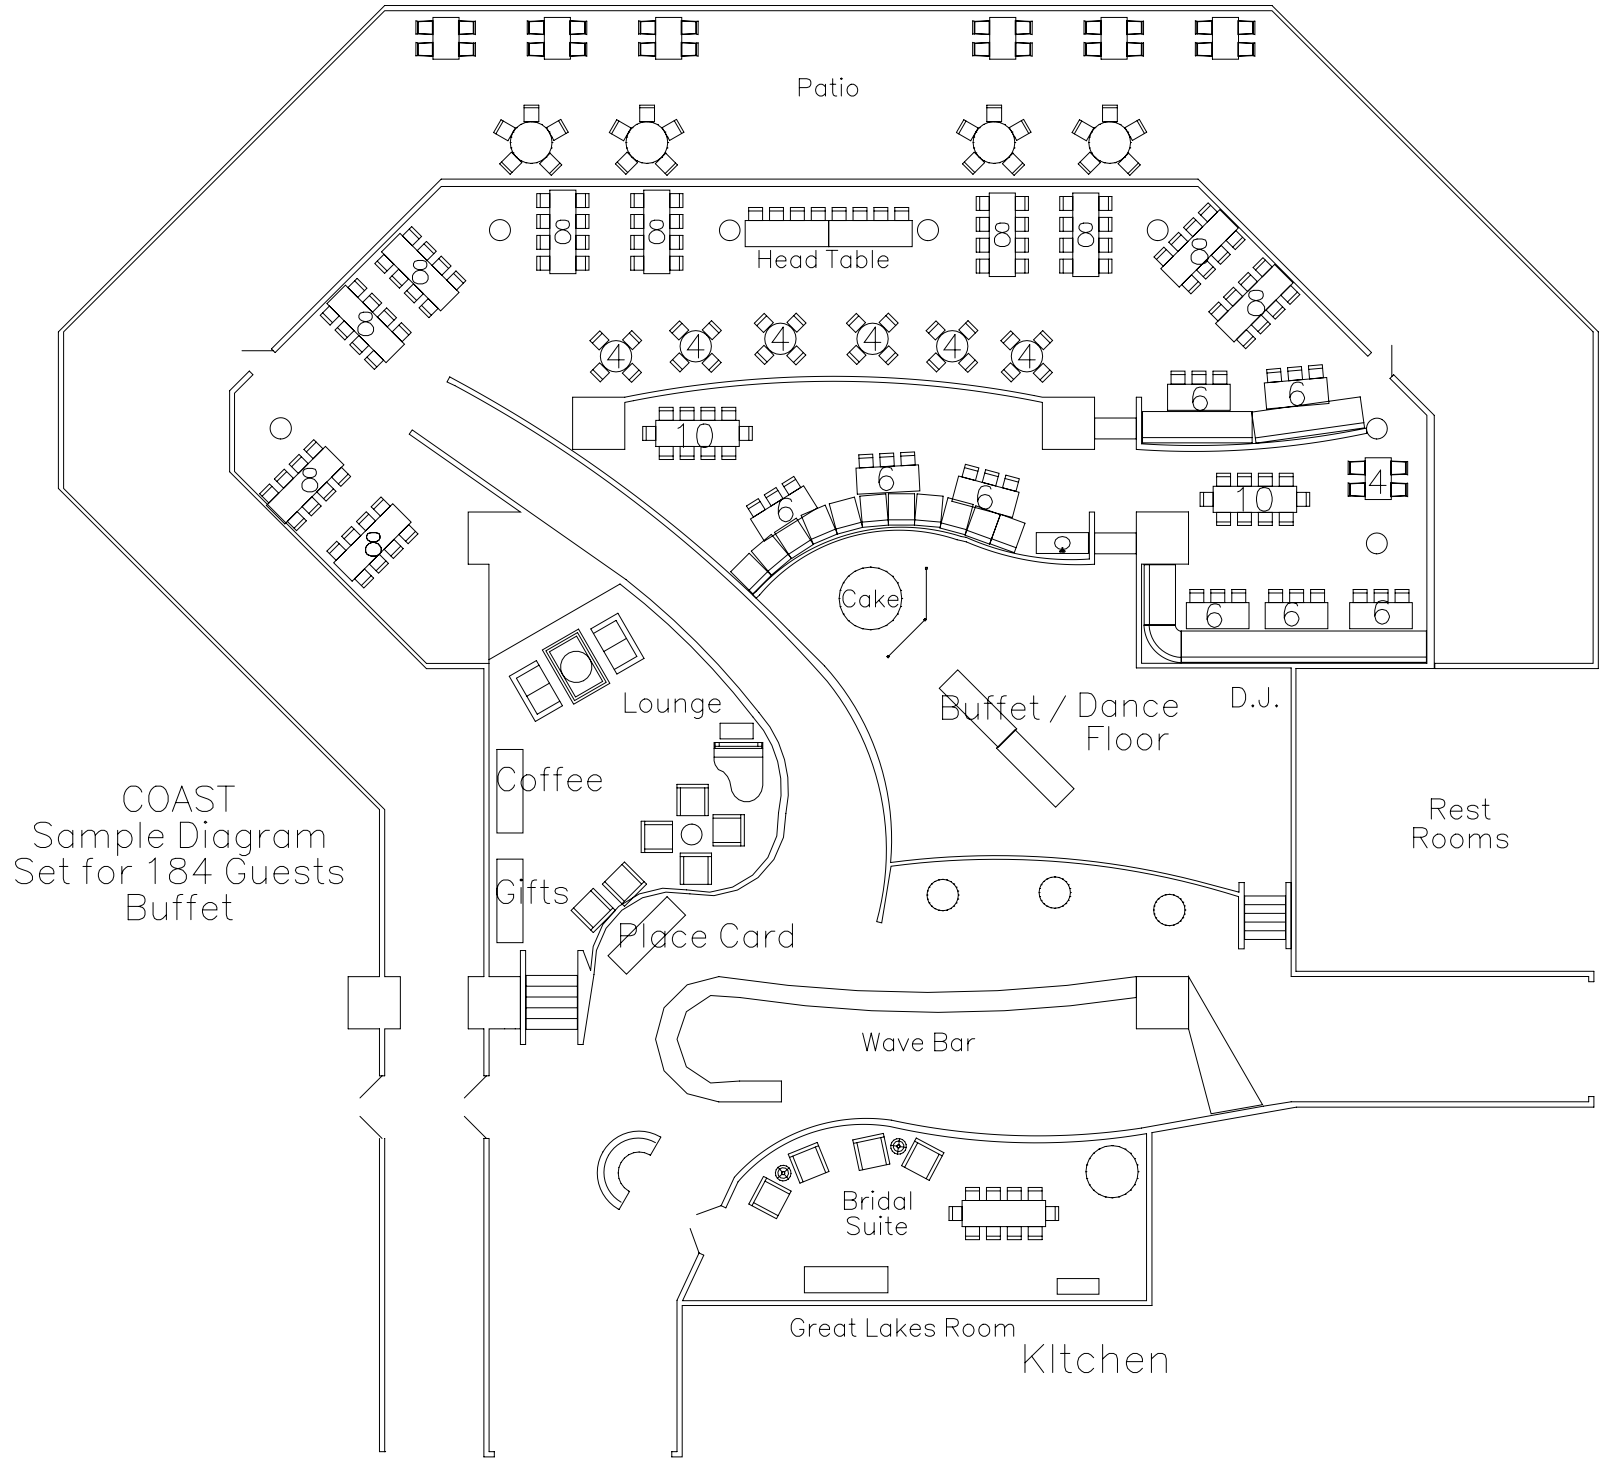 Patio
8
8
8
8
Head Table
8
8
8
8
4
4
4
4
4
4
6
6
10
8
6
6
6
10
4
8
Cake
6
6
6
Lounge
D.J.
Buffet / Dance
Floor
Coffee
COAST
Sample Diagram
Set for 184 Guests
Buffet
Rest
Rooms
Gifts
Place Card
Wave Bar
Bridal
Suite
Great Lakes Room
KItchen